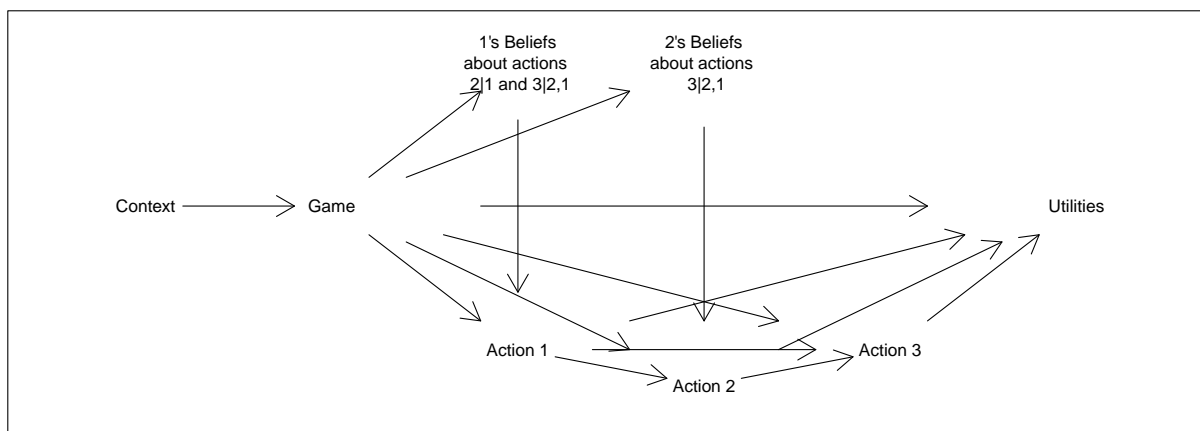 1's Beliefs
about actions
2|1 and 3|2,1
2's Beliefs
about actions
3|2,1
Context
Game
Utilities
Action 1
Action 3
Action 2